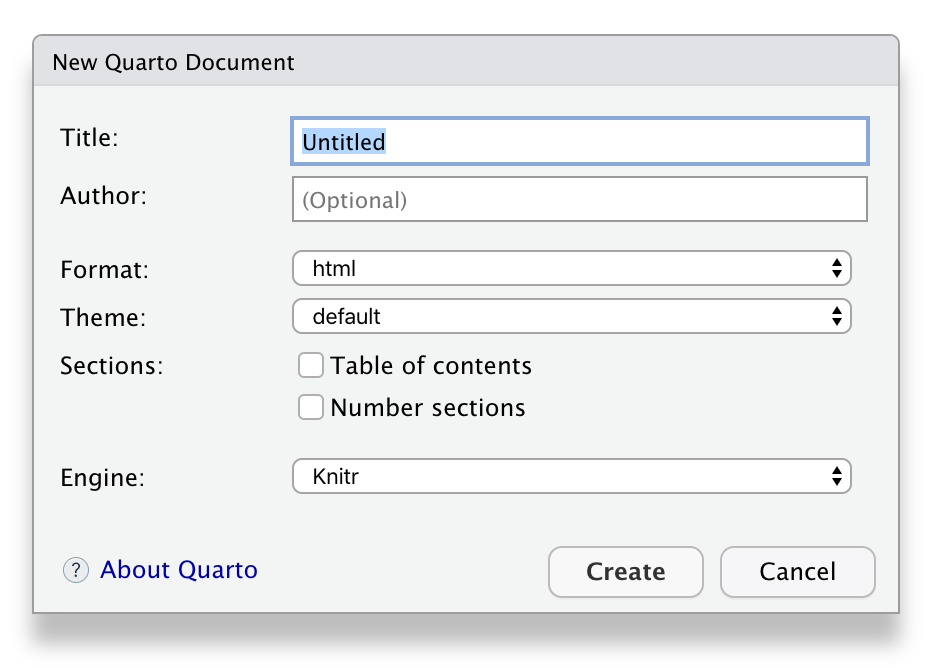 New Quarto Document
Title: Untitled
Author: (Optional)
Format: html
Theme: default
Sections: Table of contents
Number sections
Engine: Knitr
? About Quarto Create Cancel